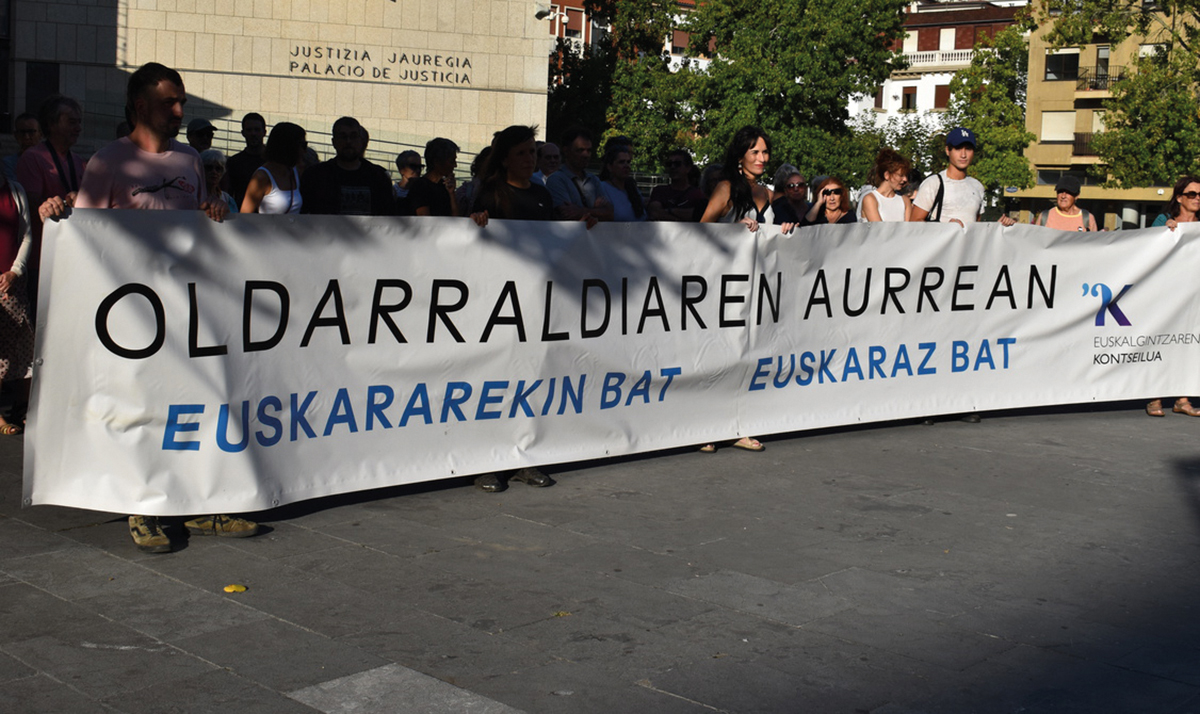 JUSTIZIA JAUREGIA
PALACIO DE JUSTICIA
OLDARRALDIAREN AURREAN
EUSKARAREKIN BAT EUSKARAZ BAT
'K
EUSKALGINTZAREN
KONTSEILUA